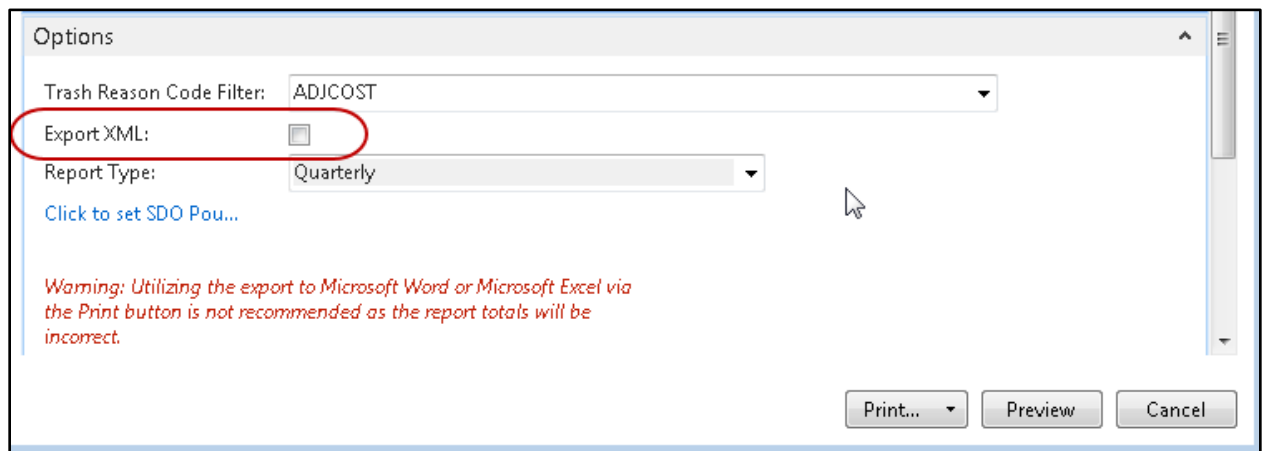 Options
Trash Reason Code Filter: ADJCOST
Export XML:
Report Type: Quarterly
Click to set SDO Pou...
Warning: Utilizing the export to Microsoft Word or Microsoft Excel via
the Print button is not recommended as the report totals will be
incorrect.
Print... Preview Cancel